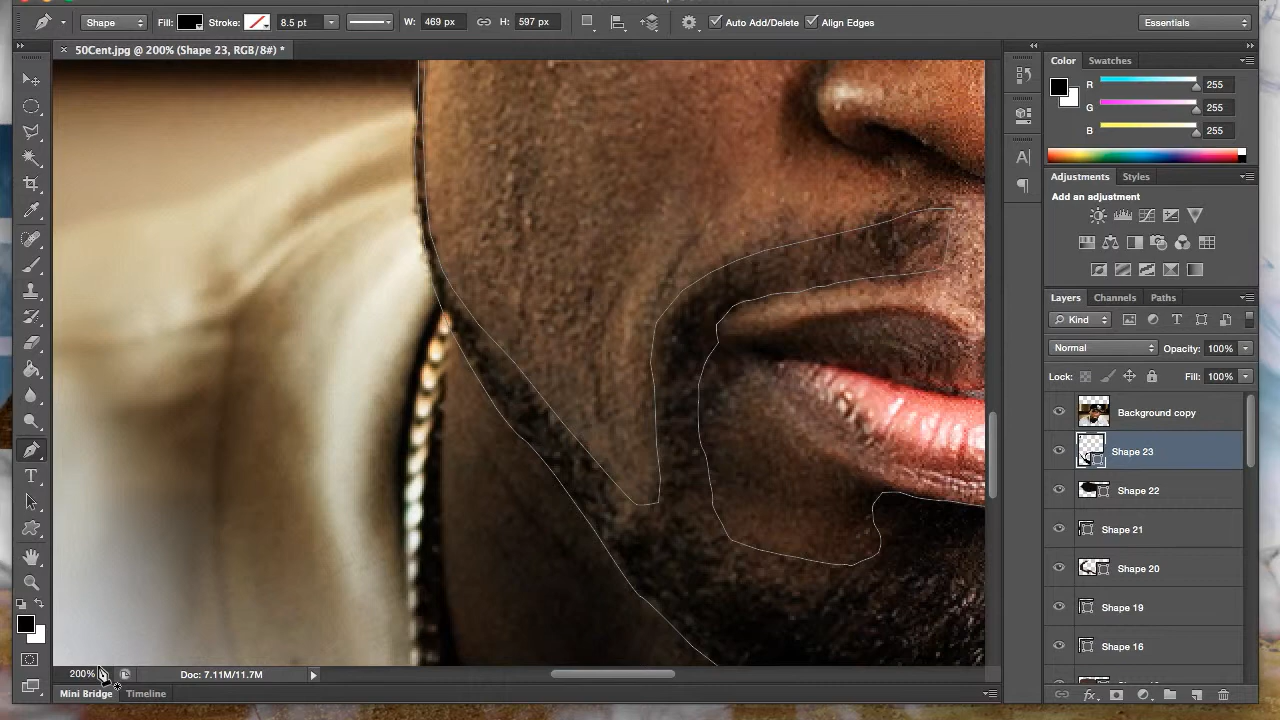 Shape Fill: Stroke: 8.5 pt W: 469 px H: 597 px Auto Add/Delete Align Edges Essentials
× 50Cent.jpg @ 200% (Shape 23, RGB/8#) *
Color Swatches
R 255
G 255
B 255
Adjustments Styles
Add an adjustment
Layers Channels Paths
Kind
Normal Opacity: 100%
Lock: Fill: 100%
Background copy
Shape 23
Shape 22
Shape 21
Shape 20
Shape 19
Shape 16
200% Doc: 7.11M/11.7M
Mini Bridge Timeline